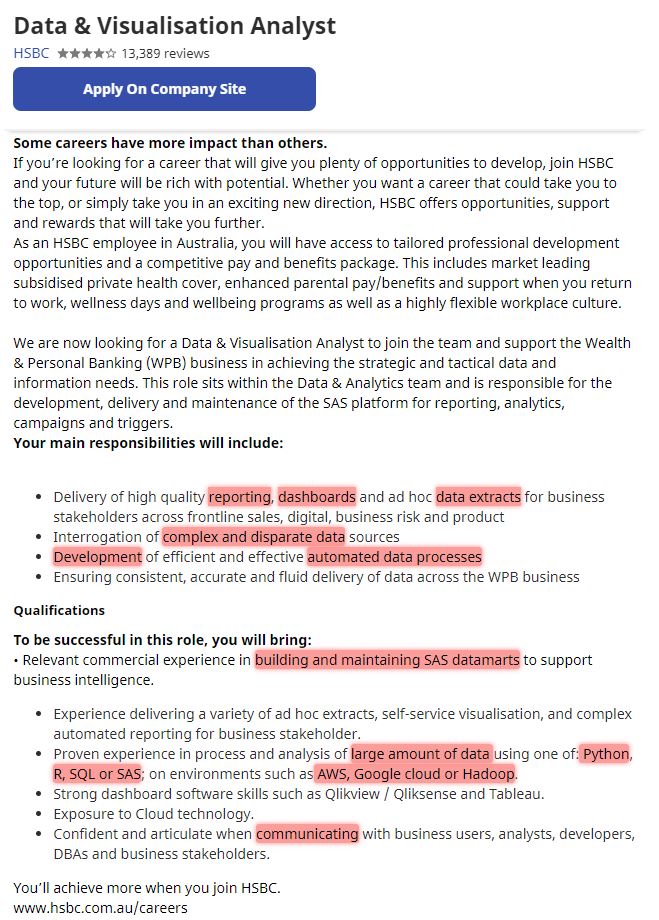 Data & Visualisation Analyst
HSBC ★★★★☆ 13,389 reviews
Apply On Company Site
Some careers have more impact than others.
If you’re looking for a career that will give you plenty of opportunities to develop, join HSBC
and your future will be rich with potential. Whether you want a career that could take you to
the top, or simply take you in an exciting new direction, HSBC offers opportunities, support
and rewards that will take you further.
As an HSBC employee in Australia, you will have access to tailored professional development
opportunities and a competitive pay and benefits package. This includes market leading
subsidised private health cover, enhanced parental pay/benefits and support when you return
to work, wellness days and wellbeing programs as well as a highly flexible workplace culture.
We are now looking for a Data & Visualisation Analyst to join the team and support the Wealth
& Personal Banking (WPB) business in achieving the strategic and tactical data and
information needs. This role sits within the Data & Analytics team and is responsible for the
development, delivery and maintenance of the SAS platform for reporting, analytics,
campaigns and triggers.
Your main responsibilities will include:
• Delivery of high quality reporting, dashboards and ad hoc data extracts for business
stakeholders across frontline sales, digital, business risk and product
• Interrogation of complex and disparate data sources
• Development of efficient and effective automated data processes
• Ensuring consistent, accurate and fluid delivery of data across the WPB business
Qualifications
To be successful in this role, you will bring:
• Relevant commercial experience in building and maintaining SAS datamarts to support
business intelligence.
• Experience delivering a variety of ad hoc extracts, self-service visualisation, and complex
automated reporting for business stakeholder.
• Proven experience in process and analysis of large amount of data using one of: Python,
R, SQL or SAS; on environments such as AWS, Google cloud or Hadoop.
• Strong dashboard software skills such as Qlikview / Qliksense and Tableau.
• Exposure to Cloud technology.
• Confident and articulate when communicating with business users, analysts, developers,
DBAs and business stakeholders.
You’ll achieve more when you join HSBC.
www.hsbc.com.au/careers